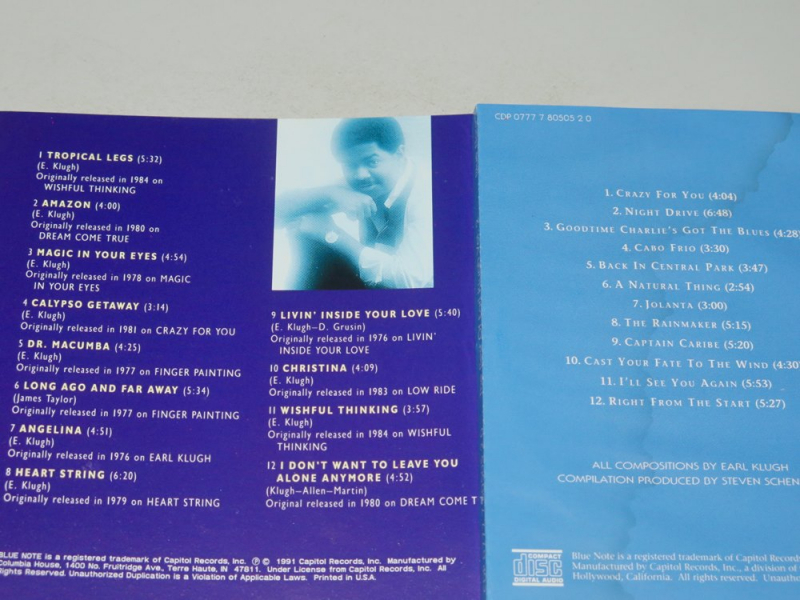 1 TROPICAL LEGS (5:32)
(E. Klugh)
Originally released in 1984 on
WISHFUL THINKING
2 AMAZON (4:00)
(E. Klugh)
Originally released in 1980 on
DREAM COME TRUE
3 MAGIC IN YOUR EYES (4:54)
(E. Klugh)
Originally released in 1978 on MAGIC
IN YOUR EYES
4 CALYPSO GETAWAY (3:14)
(E. Klugh)
Originally released in 1981 on CRAZY FOR YOU
5 DR. MACUMBA (4:25)
(E. Klugh)
Originally released in 1977 on FINGER PAINTING
6 LONG AGO AND FAR AWAY (5:34)
(James Taylor)
Originally released in 1977 on FINGER PAINTING
7 ANGELINA (4:51)
(E. Klugh)
Originally released in 1976 on EARL KLUGH
8 HEART STRING (6:20)
(E. Klugh)
Originally released in 1979 on HEART STRING
9 LIVIN' INSIDE YOUR LOVE (5:40)
(E. Klugh–D. Grusin)
Originally released in 1976 on LIVIN'
INSIDE YOUR LOVE
10 CHRISTINA (4:09)
(E. Klugh)
Originally released in 1983 on LOW RIDE
11 WISHFUL THINKING (3:57)
(E. Klugh)
Originally released in 1984 on WISHFUL
THINKING
12 I DON'T WANT TO LEAVE YOU
ALONE ANYMORE (4:52)
(Klugh–Allen–Martin)
Original released in 1980 on DREAM COME T
BLUE NOTE is a registered trademark of Capitol Records, Inc. ℗ © 1991 Capitol Records, Inc. Manufactured by
Columbia House, 1400 No. Fruitridge Ave., Terre Haute, IN 47811. Under License from Capitol Records, Inc. All
Rights Reserved. Unauthorized Duplication is a Violation of Applicable Laws. Printed in U.S.A.
CDP 0777 7 80505 2 0
1. CRAZY FOR YOU (4:04)
2. NIGHT DRIVE (6:48)
3. GOODTIME CHARLIE'S GOT THE BLUES (4:28)
4. CABO FRIO (3:30)
5. BACK IN CENTRAL PARK (3:47)
6. A NATURAL THING (2:54)
7. JOLANTA (3:00)
8. THE RAINMAKER (5:15)
9. CAPTAIN CARIBE (5:20)
10. CAST YOUR FATE TO THE WIND (4:30)
11. I'LL SEE YOU AGAIN (5:53)
12. RIGHT FROM THE START (5:27)
ALL COMPOSITIONS BY EARL KLUGH
COMPILATION PRODUCED BY STEVEN SCHEN
COMPACT
disc
DIGITAL AUDIO
Blue Note is a registered trademark of Capitol Records
Manufactured by Capitol Records, Inc., a division of
Hollywood, California. All rights reserved. Unautho